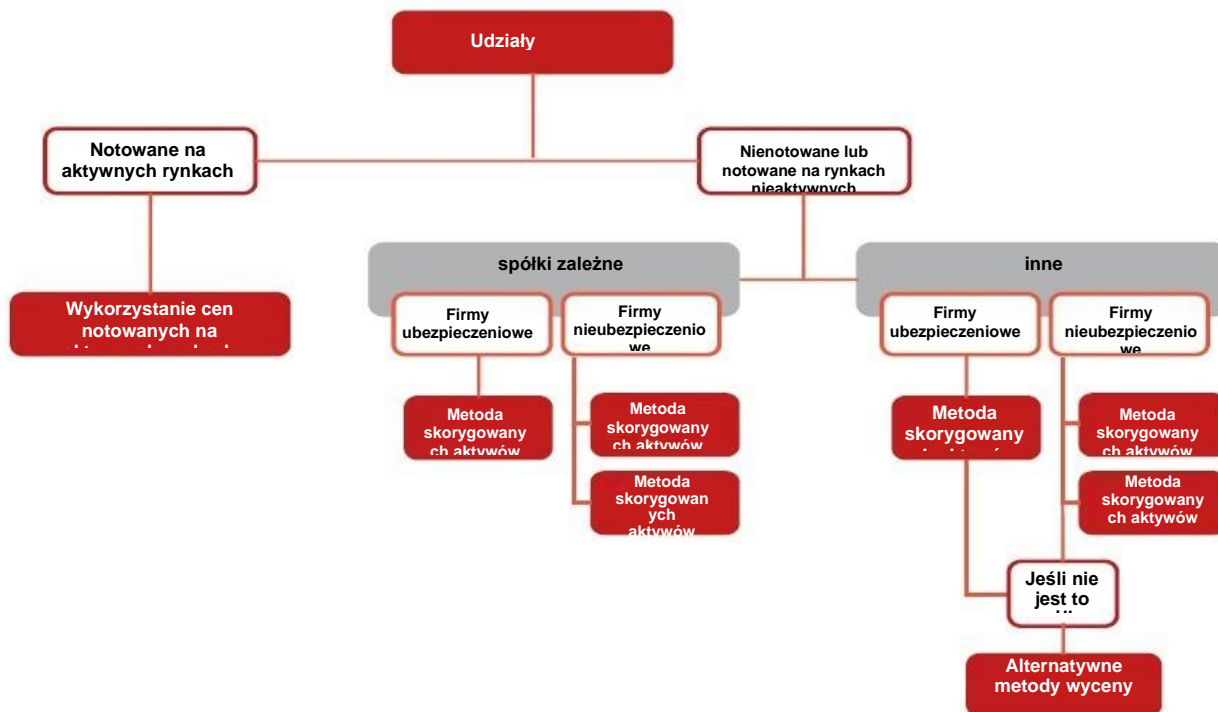 Udziały
Notowane na
aktywnych rynkach
Nienotowane lub
notowane na rynkach
nieaktywnych
spółki zależne
inne
Wykorzystanie cen
notowanych na
Firmy
ubezpieczeniowe
Firmy
nieubezpieczenio
we
Firmy
ubezpieczeniowe
Firmy
nieubezpieczenio
we
Metoda
skorygowany
ch aktywów
Metoda
skorygowany
ch aktywów
Metoda
skorygowany
Metoda
skorygowany
ch aktywów
Metoda
skorygowan
ych
aktywów
Metoda
skorygowany
ch aktywów
Jeśli nie
jest to
Alternatywne
metody wyceny